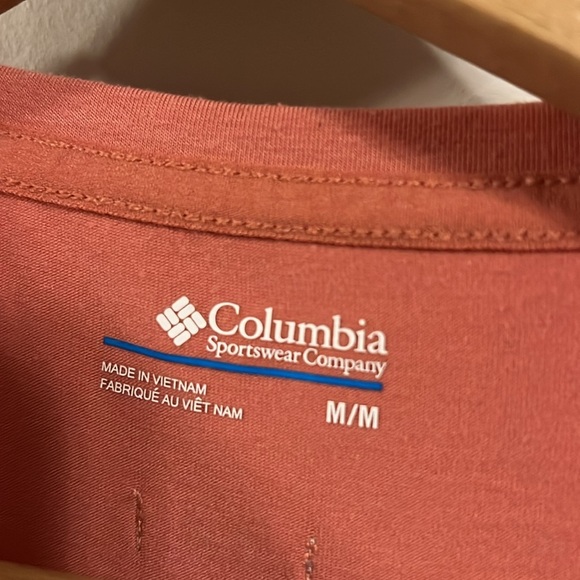 Columbia
Sportswear Company
MADE IN VIETNAM
FABRIQUÉ AU VIÊT NAM
M/M